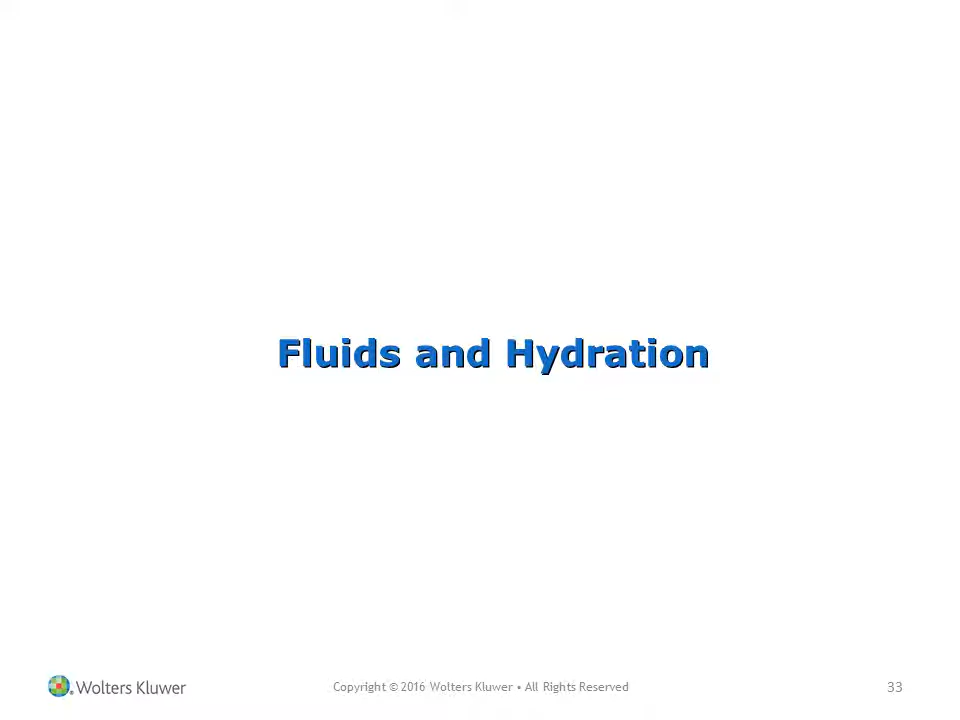 Fluids and Hydration
Wolters Kluwer
Copyright © 2016 Wolters Kluwer • All Rights Reserved
33